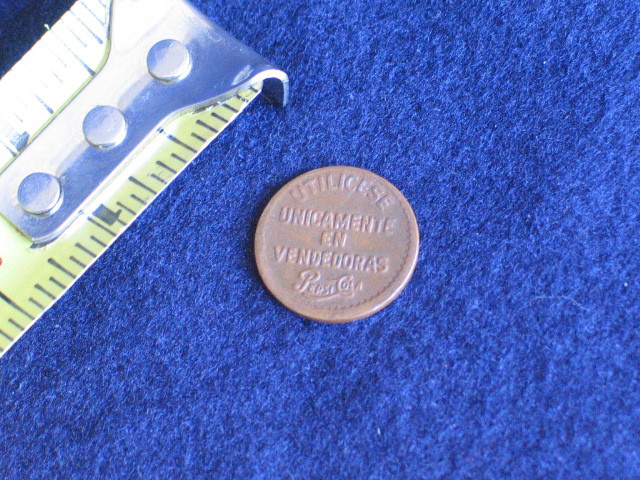 UTILICESE
UNICAMENTE
EN
VENDEDORAS
PEPSI COLA